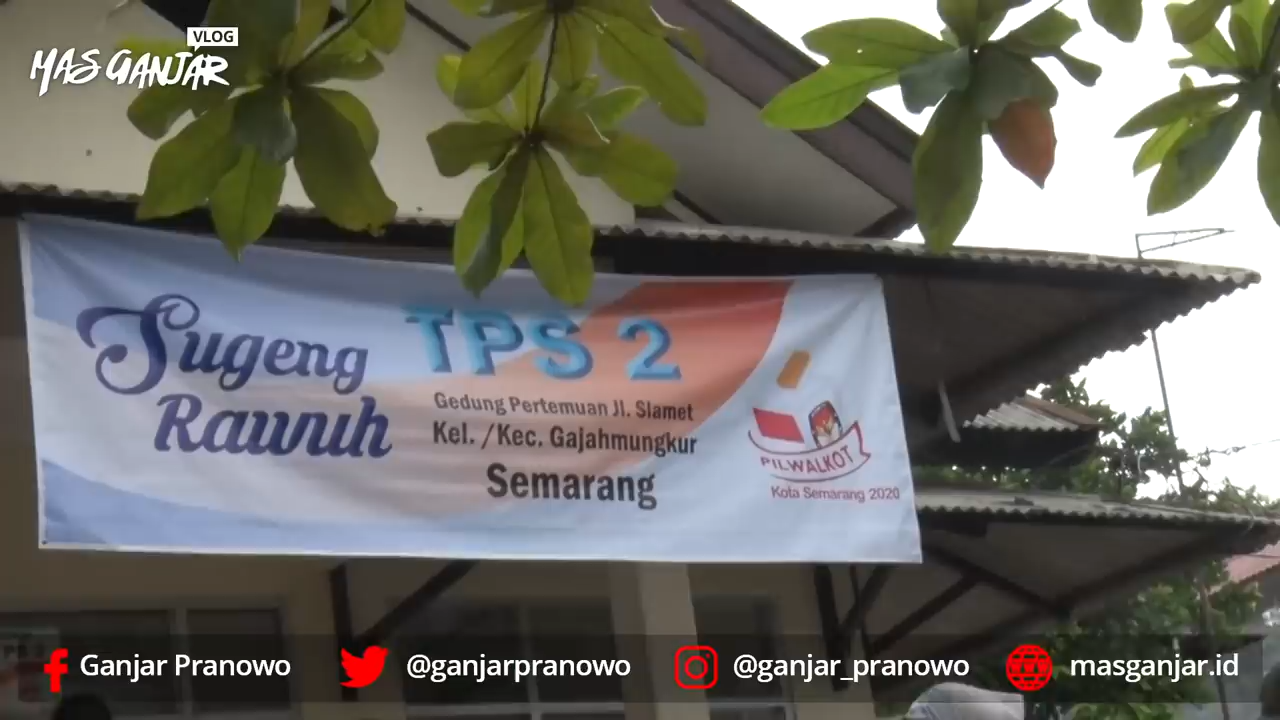 VLOG
MAS GANJAR
Sugeng
Rawuh
TPS 2
Gedung Pertemuan Jl. Slamet
Kel. /Kec. Gajahmungkur
Semarang
PILWALKOT
Kota Semarang 2020
Ganjar Pranowo
@ganjarpranowo
@ganjar_pranowo
masganjar.id